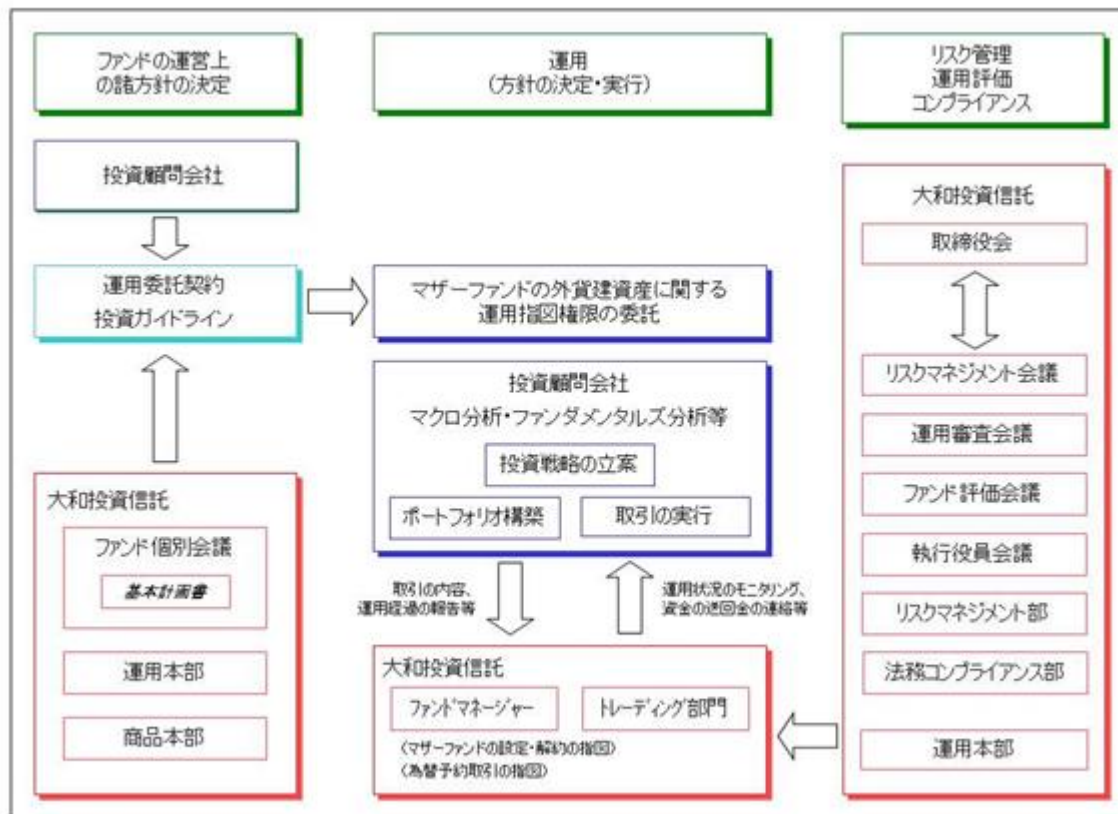 ファンドの運営上
の諸方針の決定
運用
(方針の決定・実行)
リスク管理
運用評価
コンプライアンス
投資顧問会社
運用委託契約
投資ガイドライン
マザーファンドの外貨建資産に関する
運用指図権限の委託
投資顧問会社
マクロ分析・ファンダメンタルズ分析等
投資戦略の立案
ポートフォリオ構築
取引の実行
取引の内容、
運用経過の報告等
運用状況のモニタリング、
資金の送回金の連絡等
大和投資信託
ファンド個別会議
基本計画書
運用本部
商品本部
大和投資信託
ファンドマネージャー
トレーディング部門
(マザーファンドの設定・解約の指図)
(為替予約取引の指図)
大和投資信託
取締役会
リスクマネジメント会議
運用審査会議
ファンド評価会議
執行役員会議
リスクマネジメント部
法務コンプライアンス部
運用本部